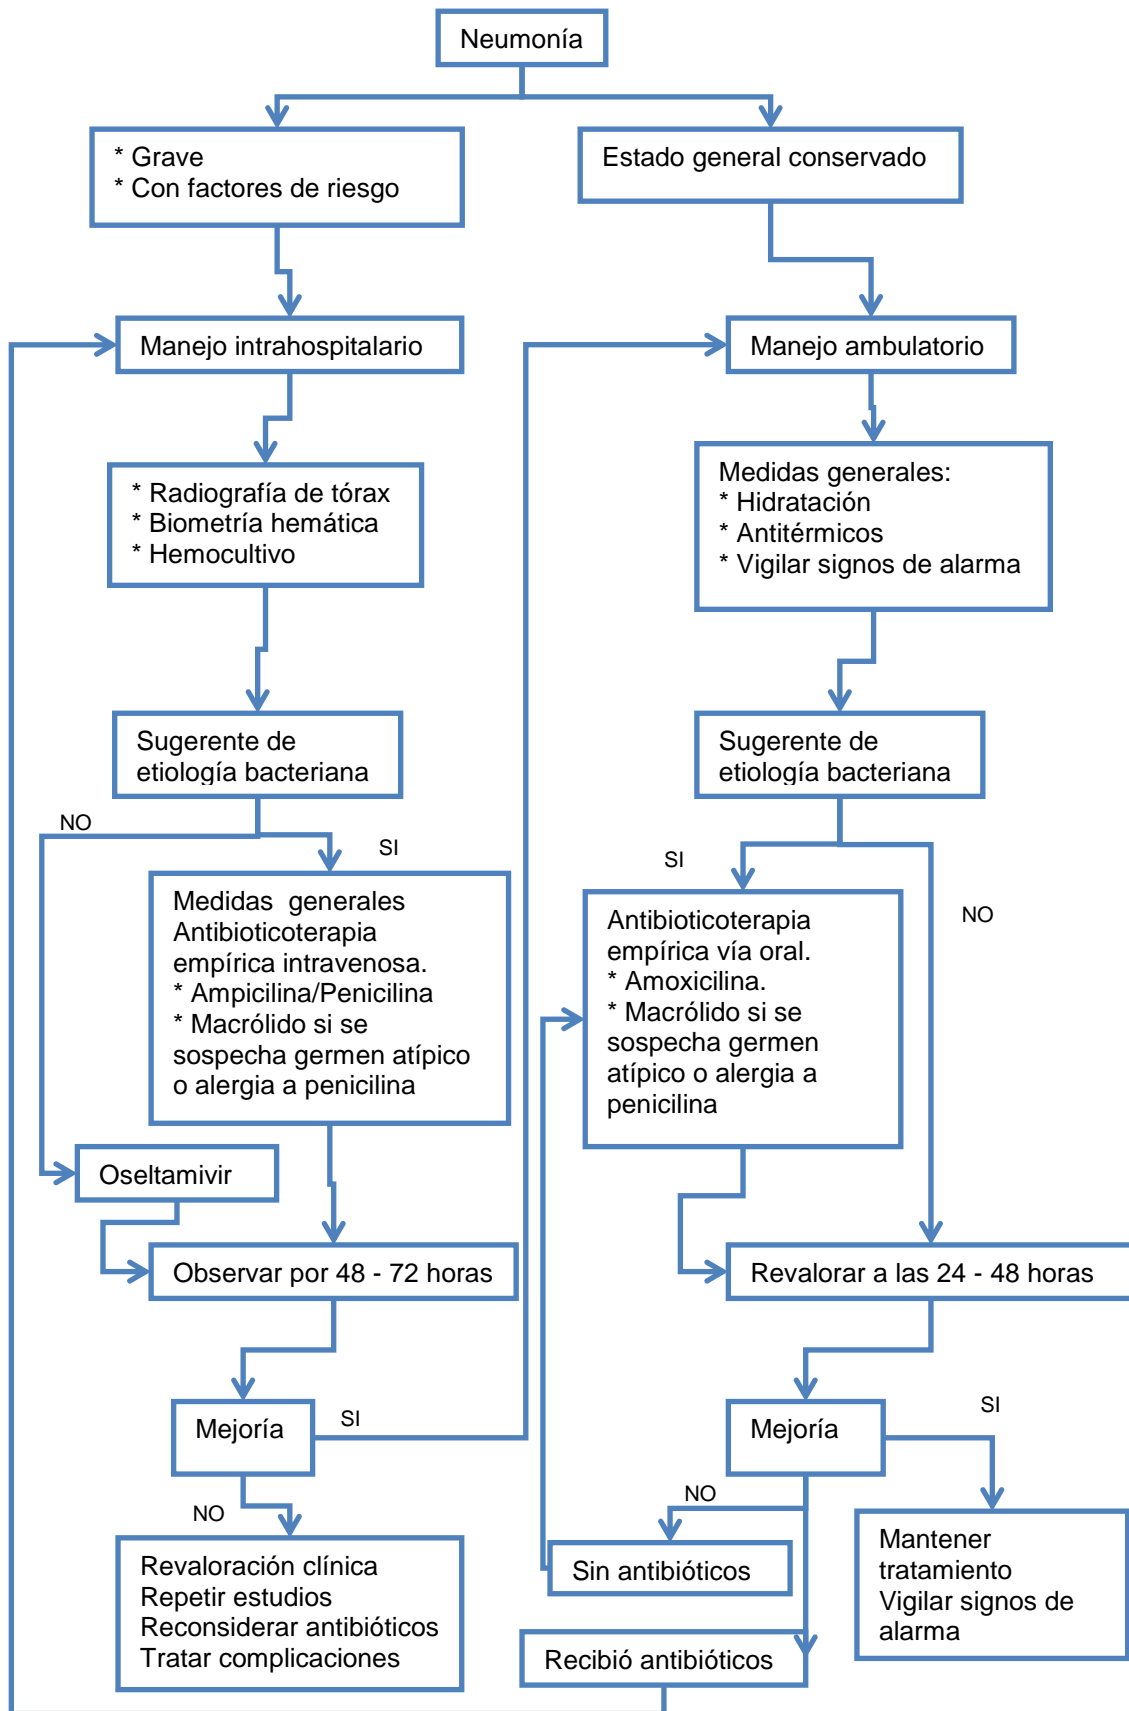 Neumonía
* Grave
* Con factores de riesgo
Estado general conservado
Manejo intrahospitalario
Manejo ambulatorio
* Radiografía de tórax
* Biometría hemática
* Hemocultivo
Medidas generales:
* Hidratación
* Antitérmicos
* Vigilar signos de alarma
Sugerente de
etiología bacteriana
Sugerente de
etiología bacteriana
NO
SI
SI
NO
Medidas  generales
Antibioticoterapia
empírica intravenosa.
* Ampicilina/Penicilina
* Macrólido si se
sospecha germen atípico
o alergia a penicilina
Antibioticoterapia
empírica vía oral.
* Amoxicilina.
* Macrólido si se
sospecha germen
atípico o alergia a
penicilina
Oseltamivir
Observar por 48 - 72 horas
Revalorar a las 24 - 48 horas
Mejoría
SI
Mejoría
SI
NO
NO
Revaloración clínica
Repetir estudios
Reconsiderar antibióticos
Tratar complicaciones
Sin antibióticos
Mantener
tratamiento
Vigilar signos de
alarma
Recibió antibióticos